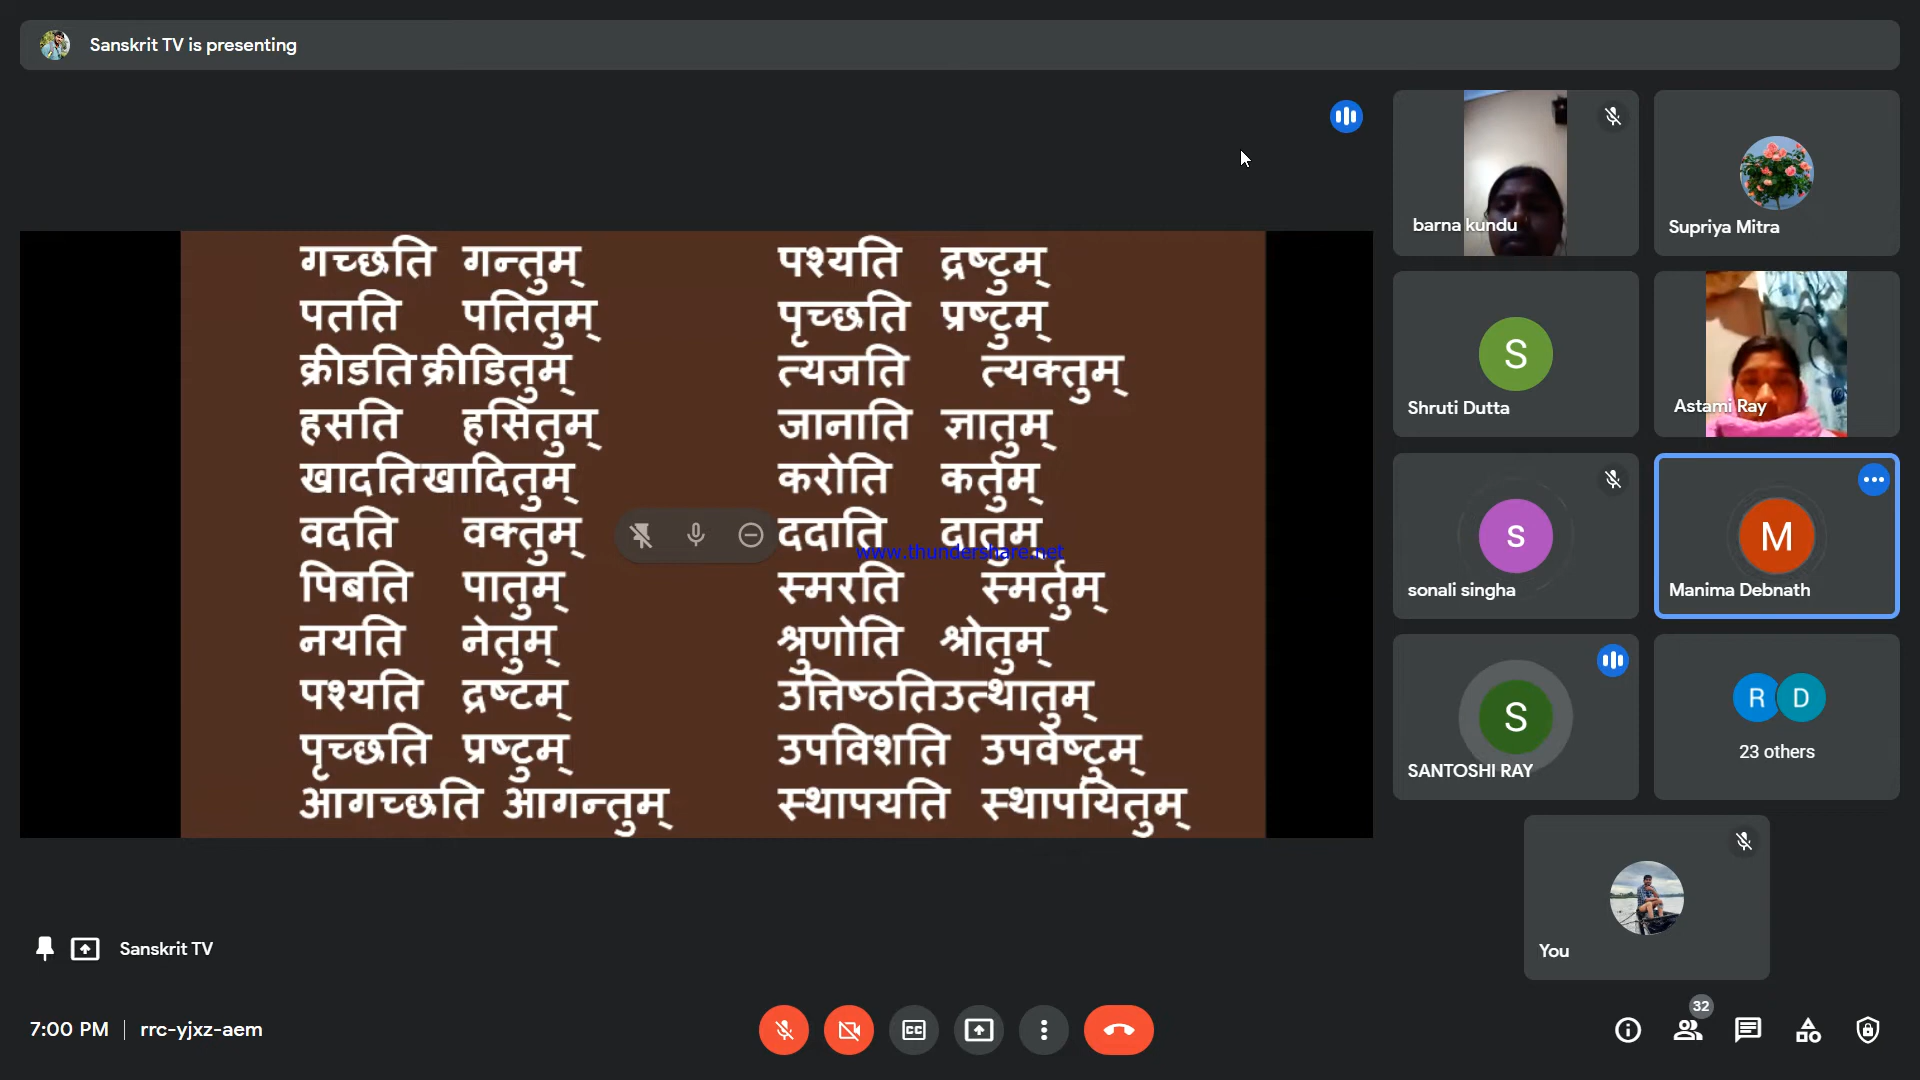 Sanskrit TV is presenting
गच्छति गन्तुम्
पतति पतितुम्
क्रीडति क्रीडितुम्
हसति हसितुम्
खादति खादितुम्
वदति वक्तुम्
पिबति पातुम्
नयति नेतुम्
पश्यति द्रष्टम्
पृच्छति प्रष्टुम्
आगच्छति आगन्तुम्
पश्यति द्रष्टुम्
पृच्छति प्रष्टुम्
त्यजति त्यक्तुम्
जानाति ज्ञातुम्
करोति कर्तुम्
ददाति दातुम्
www.thundershare.net
स्मरति स्मर्तुम्
श्रुणोति श्रोतुम्
उत्तिष्ठति उत्थातुम्
उपविशति उपवेष्टुम्
स्थापयति स्थापयितुम्
barna kundu
Supriya Mitra
S
Shruti Dutta
Astami Ray
s
sonali singha
M
Manima Debnath
S
SANTOSHI RAY
R D
23 others
You
Sanskrit TV
7:00 PM | rrc-yjxz-aem
CC
32